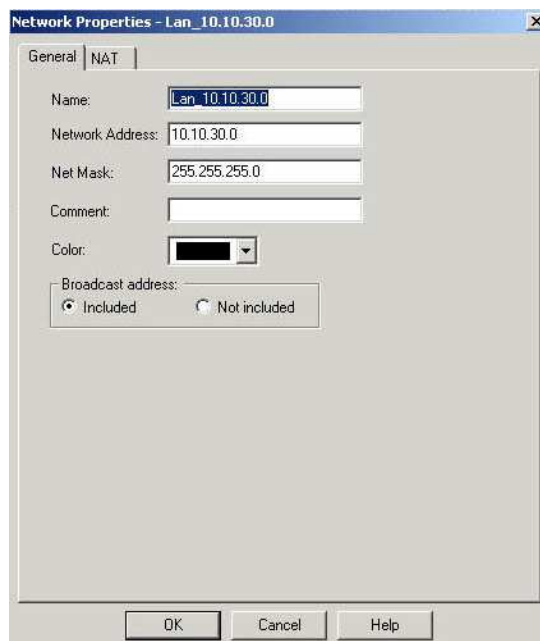 Network Properties - Lan_10.10.30.0
General NAT
Name: Lan_10.10.30.0
Network Address: 10.10.30.0
Net Mask: 255.255.255.0
Comment:
Color:
Broadcast address:
Included Not included
OK Cancel Help